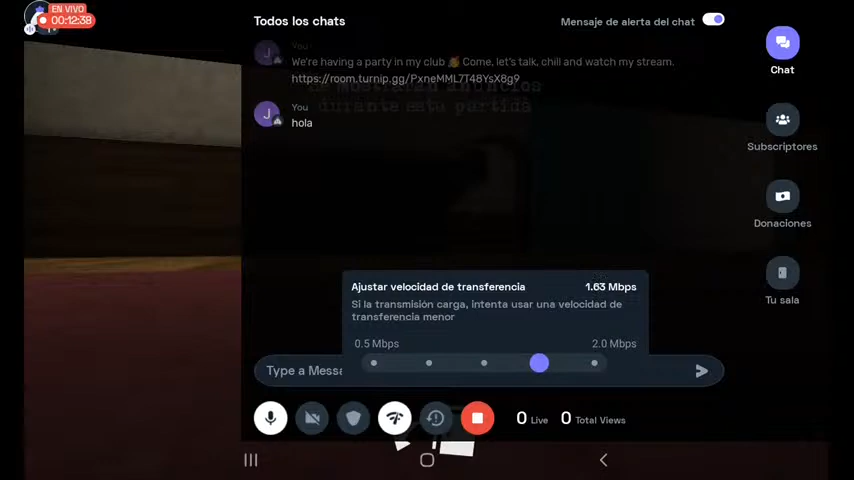 EN VIVO
00:12:38
Todos los chats
Mensaje de alerta del chat
You
J
We're having a party in my club 🥳 Come, let's talk, chill and watch my stream.
https://room.turnip.gg/PxneMML7T48YsX8g9
durante esta partida
You
J
hola
Chat
Subscriptores
Donaciones
Tu sala
Ajustar velocidad de transferencia 1.63 Mbps
Si la transmisión carga, intenta usar una velocidad de
transferencia menor
0.5 Mbps 2.0 Mbps
Type a Messa
0 Live 0 Total Views